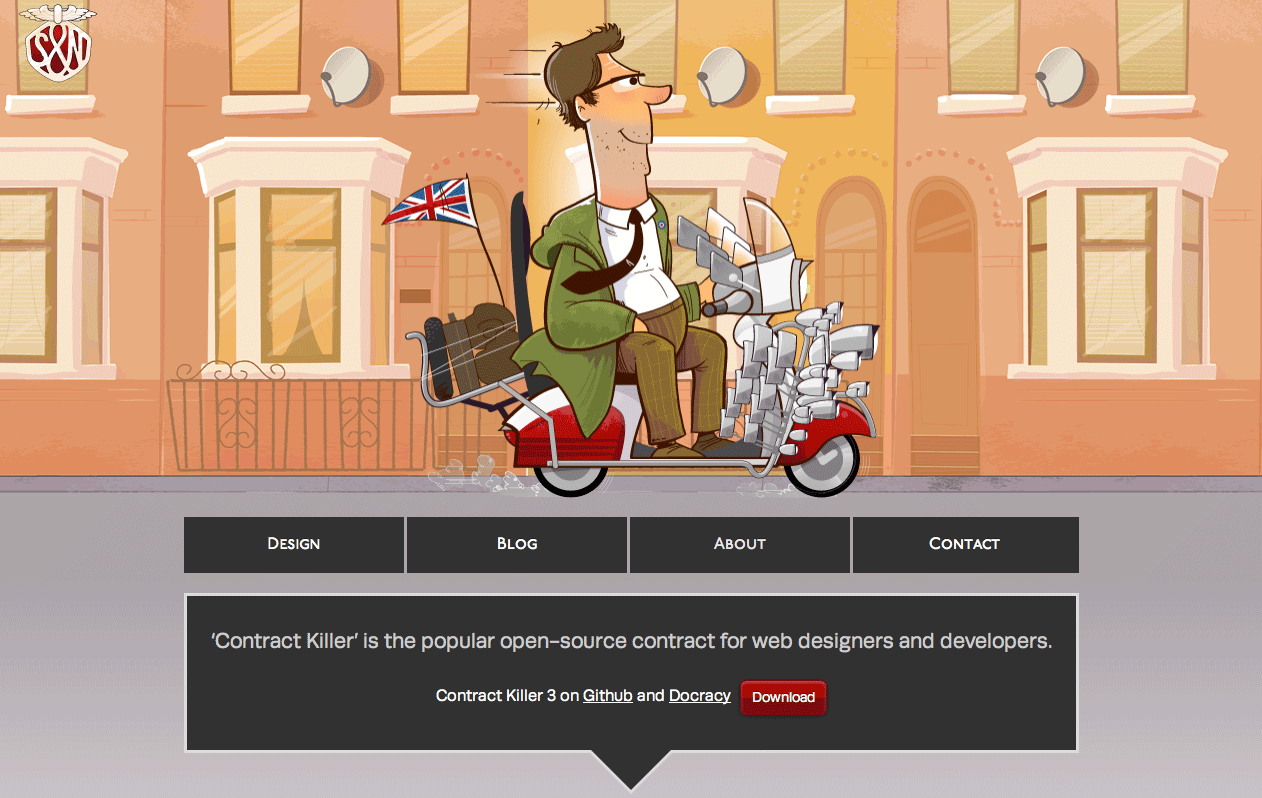 S&N
Design
Blog
About
Contact
‘Contract Killer’ is the popular open-source contract for web designers and developers.
Contract Killer 3 on Github and Docracy
Download